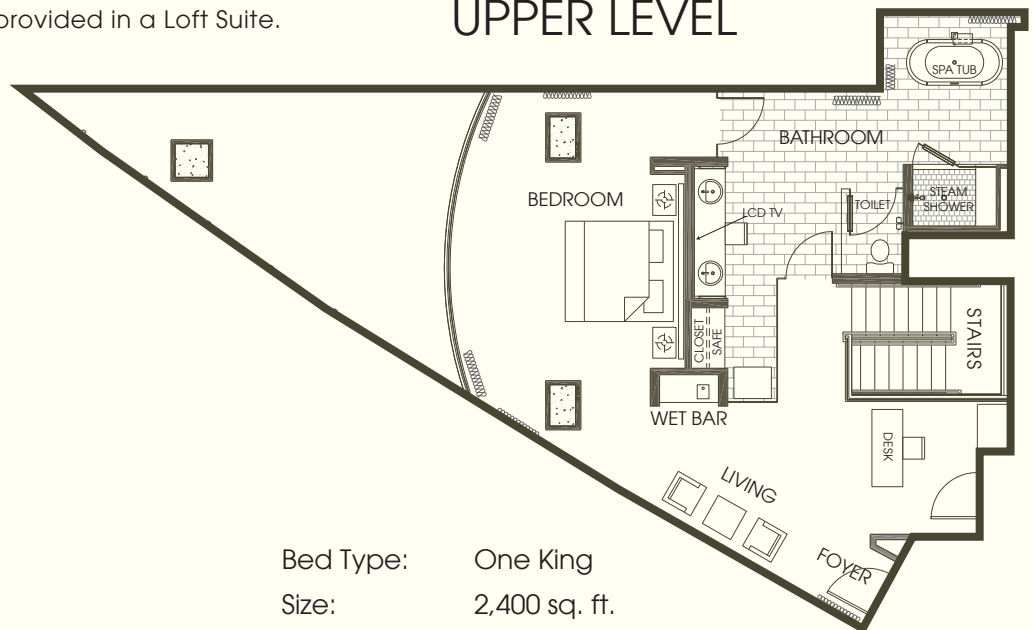 provided in a Loft Suite.
UPPER LEVEL
SPA TUB
BATHROOM
BEDROOM
STEAM
SHOWER
TOILET
LCD TV
CLOSET
SAFE
STAIRS
WET BAR
DESK
LIVING
FOYER
Bed Type: One King
Size: 2,400 sq. ft.